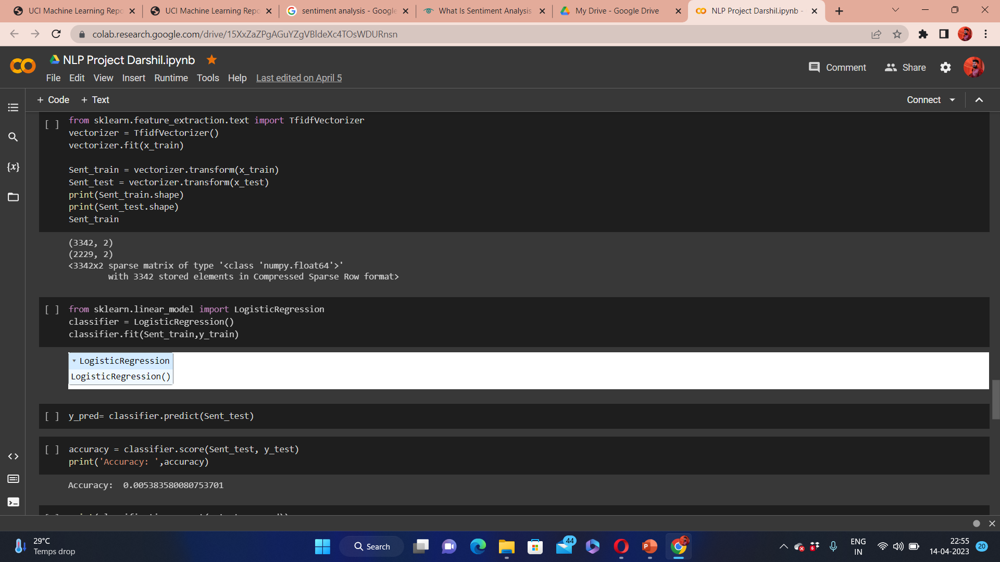 UCI Machine Learning Repo
UCI Machine Learning Repo
sentiment analysis - Google
What Is Sentiment Analysis
My Drive - Google Drive
NLP Project Darshil.ipynb -
colab.research.google.com/drive/15XxZaZPgAGuYZgVBldeXc4TOsWDURnsn
NLP Project Darshil.ipynb
Comment
Share
File Edit View Insert Runtime Tools Help Last edited on April 5
+ Code + Text
Connect
[ ] from sklearn.feature_extraction.text import TfidfVectorizer
vectorizer = TfidfVectorizer()
vectorizer.fit(x_train)
{x}
Sent_train = vectorizer.transform(x_train)
Sent_test = vectorizer.transform(x_test)
print(Sent_train.shape)
print(Sent_test.shape)
Sent_train
(3342, 2)
(2229, 2)
<3342x2 sparse matrix of type '<class 'numpy.float64'>'
with 3342 stored elements in Compressed Sparse Row format>
[ ] from sklearn.linear_model import LogisticRegression
classifier = LogisticRegression()
classifier.fit(Sent_train,y_train)
LogisticRegression
LogisticRegression()
[ ] y_pred= classifier.predict(Sent_test)
[ ] accuracy = classifier.score(Sent_test, y_test)
print('Accuracy: ',accuracy)
Accuracy: 0.005383580080753701
29°C
Temps drop
Search
44
6
ENG
IN
22:55
14-04-2023
20